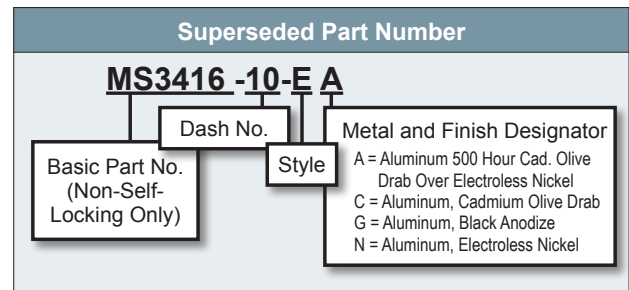 Superseded Part Number
MS3416 -10-E A
Dash No.
Basic Part No.
(Non-Self-
Locking Only)
Style
Metal and Finish Designator
A = Aluminum 500 Hour Cad. Olive
Drab Over Electroless Nickel
C = Aluminum, Cadmium Olive Drab
G = Aluminum, Black Anodize
N = Aluminum, Electroless Nickel